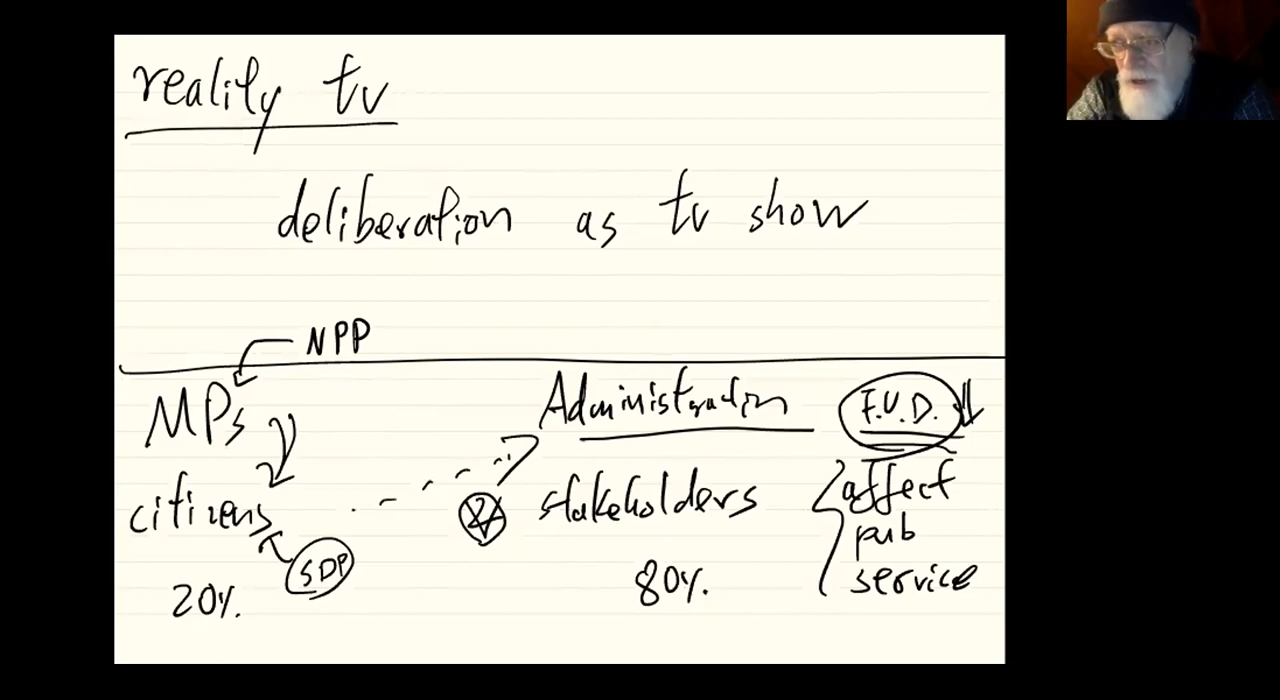 reality tv
deliberation as tv show
NPP
MPs
Administration
F.U.D.
citizens
stakeholders
affect
pub
service
SDP
20%
80%